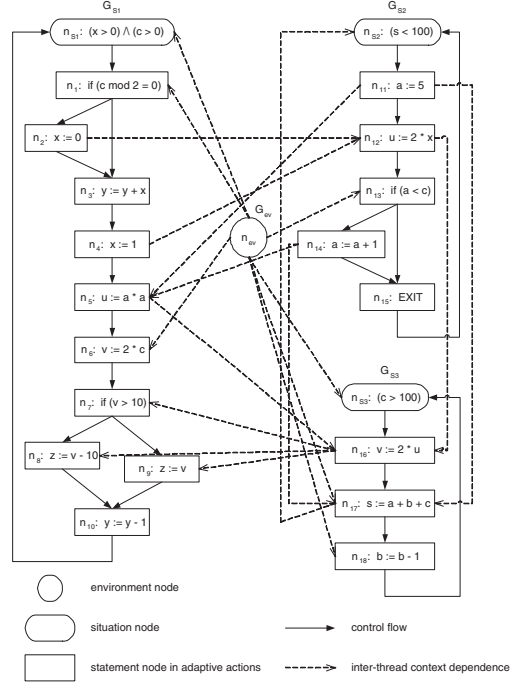 G_S1
n_S1: (x > 0) /\ (c > 0)
n_1: if (c mod 2 = 0)
n_2: x := 0
n_3: y := y + x
n_4: x := 1
n_5: u := a * a
n_6: v := 2 * c
n_7: if (v > 10)
n_8: z := v - 10
n_9: z := v
n_10: y := y - 1
G_ev
n_ev
G_S2
n_S2: (s < 100)
n_11: a := 5
n_12: u := 2 * x
n_13: if (a < c)
n_14: a := a + 1
n_15: EXIT
G_S3
n_S3: (c > 100)
n_16: v := 2 * u
n_17: s := a + b + c
n_18: b := b - 1
environment node
situation node
control flow
statement node in adaptive actions
inter-thread context dependence